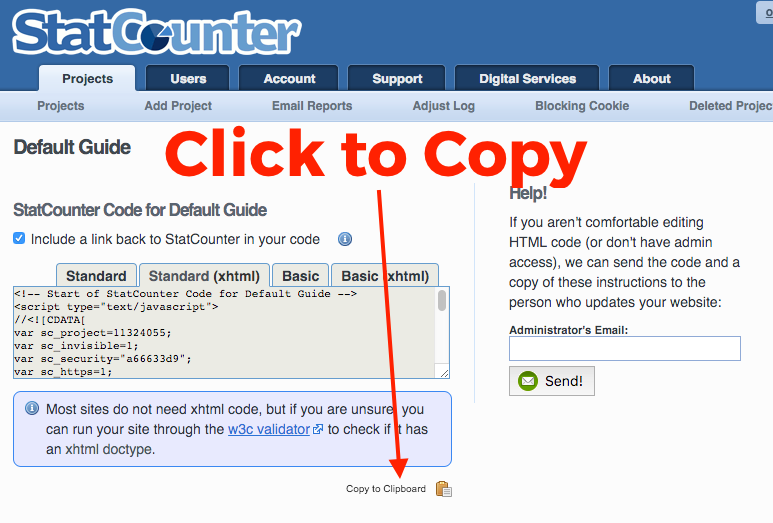 StatCounter
Projects Users Account Support Digital Services About
Projects Add Project Email Reports Adjust Log Blocking Cookie Deleted Projec
Default Guide
Click to Copy
StatCounter Code for Default Guide
Include a link back to StatCounter in your code
Standard Standard (xhtml) Basic Basic (xhtml)
<!-- Start of StatCounter Code for Default Guide -->
<script type="text/javascript">
//<![CDATA[
var sc_project=11324055;
var sc_invisible=1;
var sc_security="a66633d9";
var sc_https=1;
Most sites do not need xhtml code, but if you are unsure, you
can run your site through the w3c validator to check if it has
an xhtml doctype.
Copy to Clipboard
Help!
If you aren't comfortable editing
HTML code (or don't have admin
access), we can send the code and a
copy of these instructions to the
person who updates your website:
Administrator's Email:
Send!